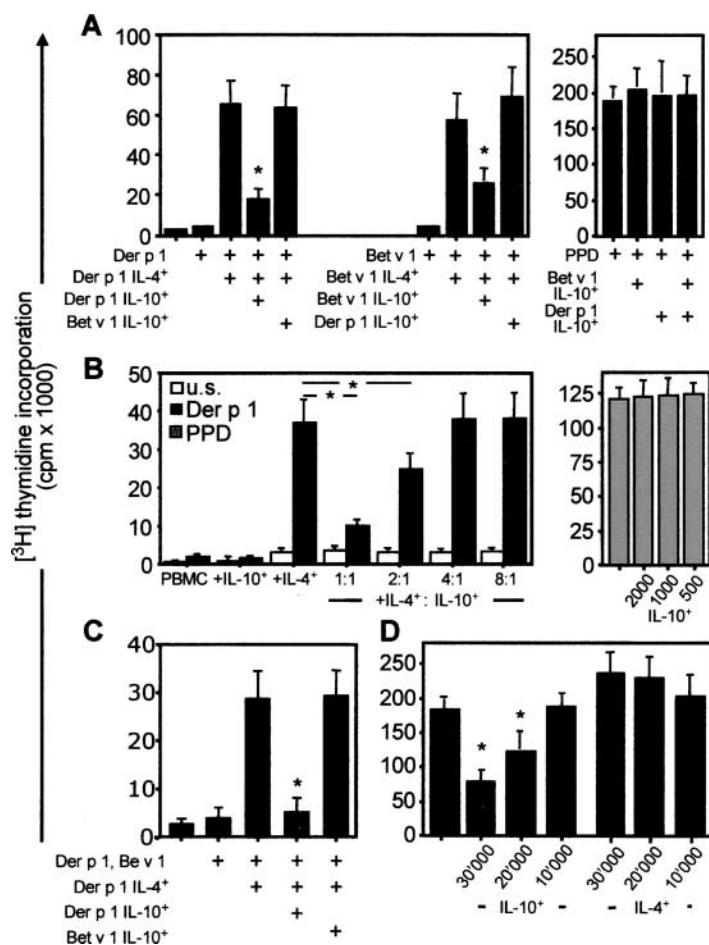 A
100
80
60
40
20
0
250
200
150
100
50
0
Der p 1 + + + +
Der p 1 IL-4⁺ + + +
Der p 1 IL-10⁺ +
Bet v 1 IL-10⁺ +
Bet v 1 + + + +
Bet v 1 IL-4⁺ + + +
Bet v 1 IL-10⁺ +
Der p 1 IL-10⁺ +
PPD + + + +
Bet v 1 + +
IL-10⁺
Der p 1 + +
IL-10⁺
[³H] thymidine incorporation
(cpm x 1000)
B
50
40
30
20
10
0
u.s.
Der p 1
PPD
* *
PBMC +IL-10⁺ +IL-4⁺ 1:1 2:1 4:1 8:1
+IL-4⁺ : IL-10⁺
125
100
75
50
25
0
2000 1000 500
IL-10⁺
C
30
20
10
0
*
Der p 1, Be v 1 + + + +
Der p 1 IL-4⁺ + + +
Der p 1 IL-10⁺ +
Bet v 1 IL-10⁺ +
D
250
200
150
100
50
0
* *
30'000 20'000 10'000 30'000 20'000 10'000
- IL-10⁺ - - IL-4⁺ -